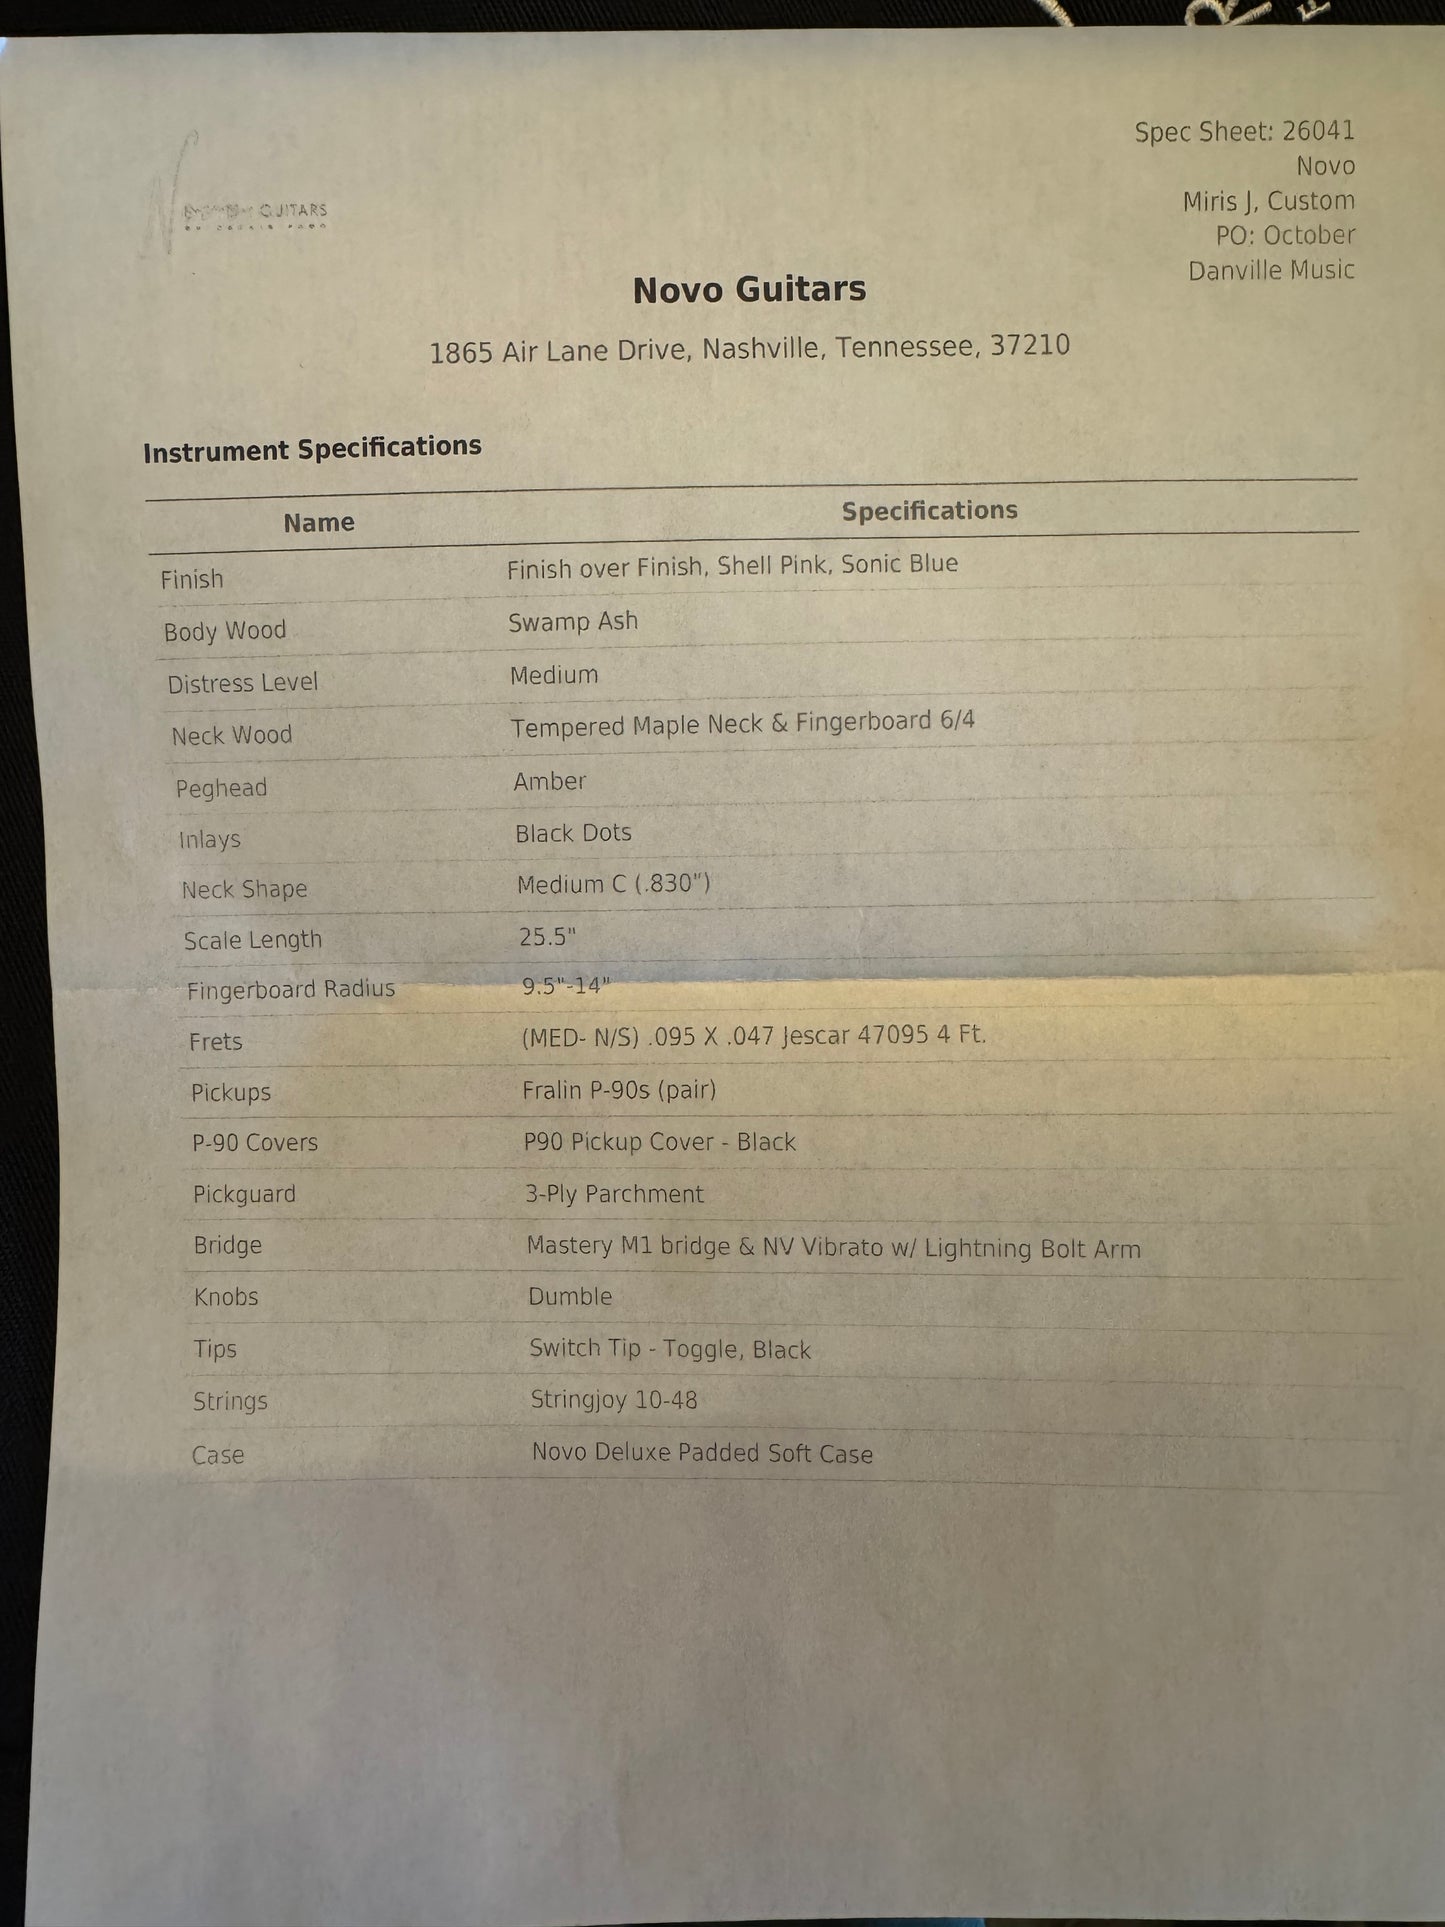 Spec Sheet: 26041
Novo
Miris J, Custom
PO: October
Danville Music
GUITARS
Novo Guitars
1865 Air Lane Drive, Nashville, Tennessee, 37210
Instrument Specifications
Name Specifications
Finish Finish over Finish, Shell Pink, Sonic Blue
Body Wood Swamp Ash
Distress Level Medium
Neck Wood Tempered Maple Neck & Fingerboard 6/4
Peghead Amber
Inlays Black Dots
Neck Shape Medium C (.830")
Scale Length 25.5"
Fingerboard Radius 9.5"-14"
Frets (MED- N/S) .095 X .047 Jescar 47095 4 Ft.
Pickups Fralin P-90s (pair)
P-90 Covers P90 Pickup Cover - Black
Pickguard 3-Ply Parchment
Bridge Mastery M1 bridge & NV Vibrato w/ Lightning Bolt Arm
Knobs Dumble
Tips Switch Tip - Toggle, Black
Strings Stringjoy 10-48
Case Novo Deluxe Padded Soft Case